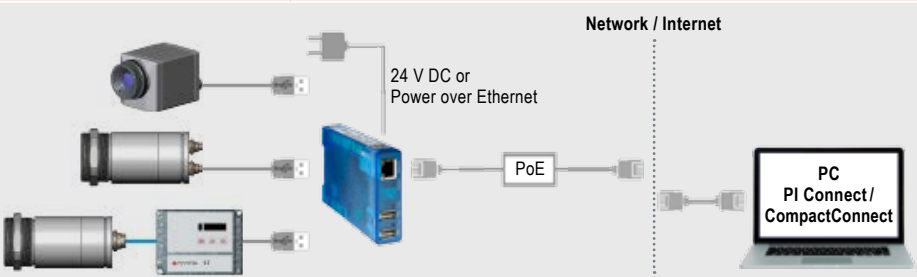 Network / Internet
24 V DC or
Power over Ethernet
PoE
PC
PI Connect /
CompactConnect